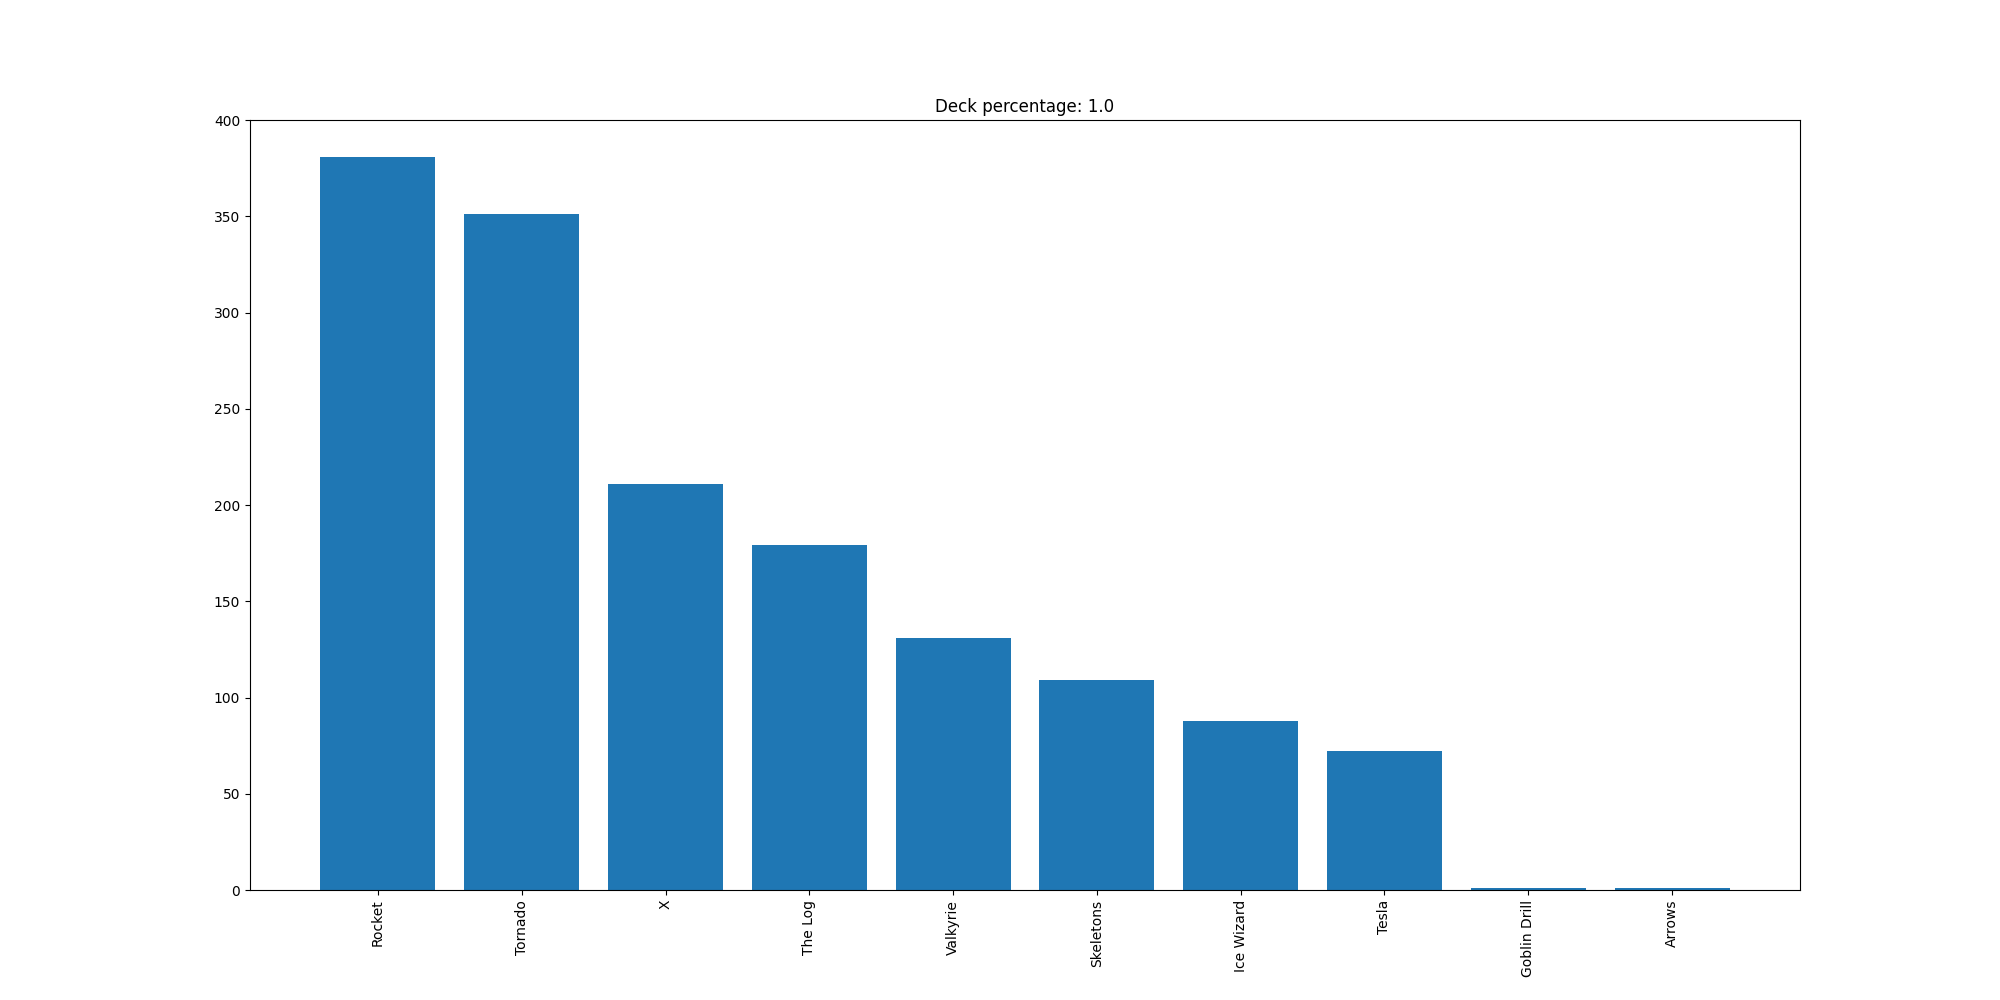 Deck percentage: 1.0
400
350
300
250
200
150
100
50
0
Rocket
Tornado
X
The Log
Valkyrie
Skeletons
Ice Wizard
Tesla
Goblin Drill
Arrows